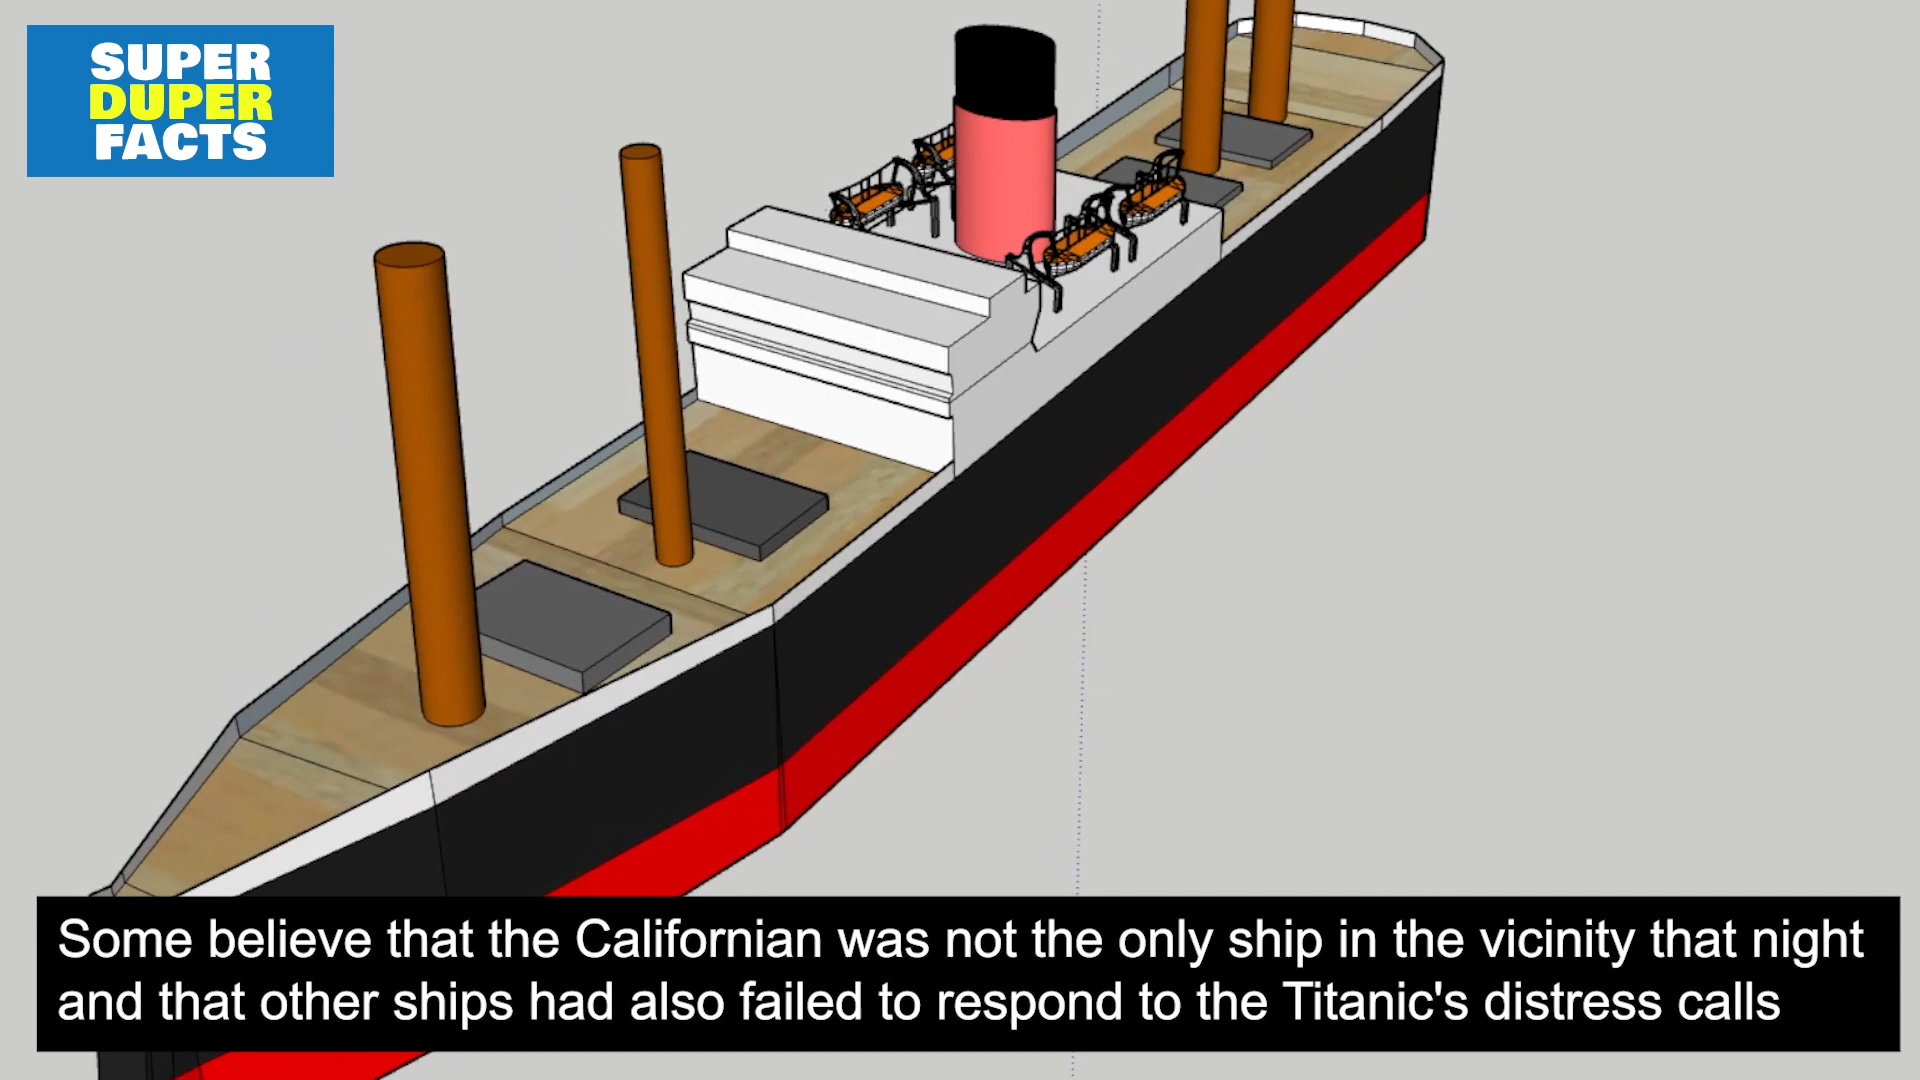 SUPER
DUPER
FACTS
Some believe that the Californian was not the only ship in the vicinity that night
and that other ships had also failed to respond to the Titanic's distress calls